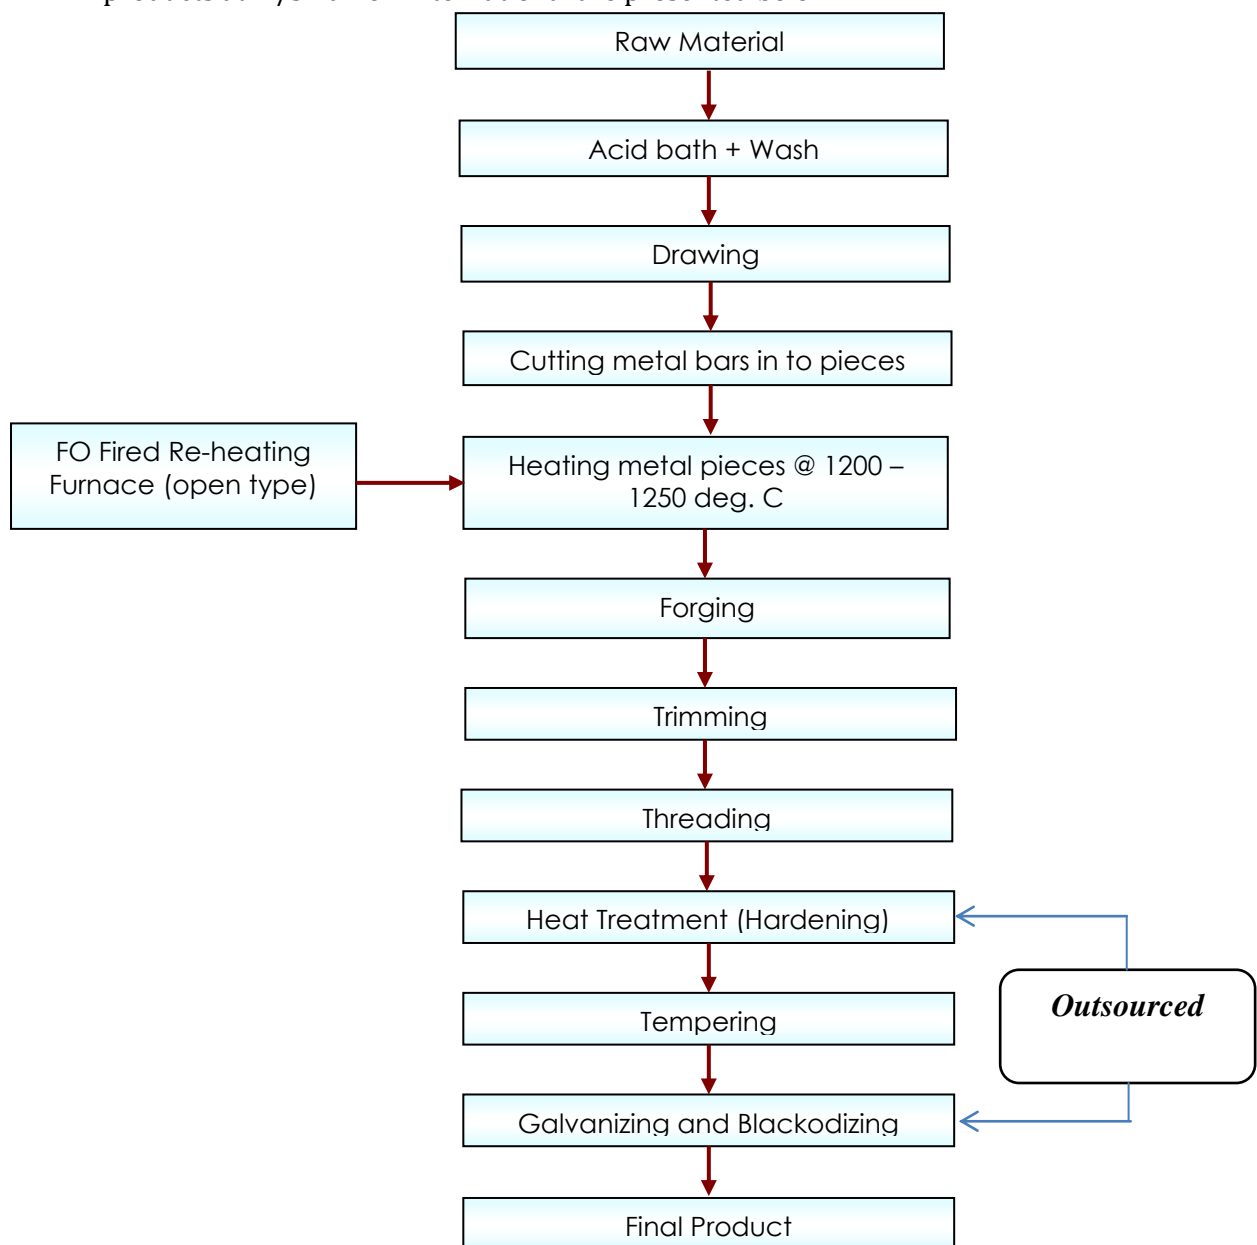 Raw Material
Acid bath + Wash
Drawing
Cutting metal bars in to pieces
FO Fired Re-heating
Furnace (open type)
Heating metal pieces @ 1200 –
1250 deg. C
Forging
Trimming
Threading
Heat Treatment (Hardening)
Outsourced
Tempering
Galvanizing and Blackodizing
Final Product